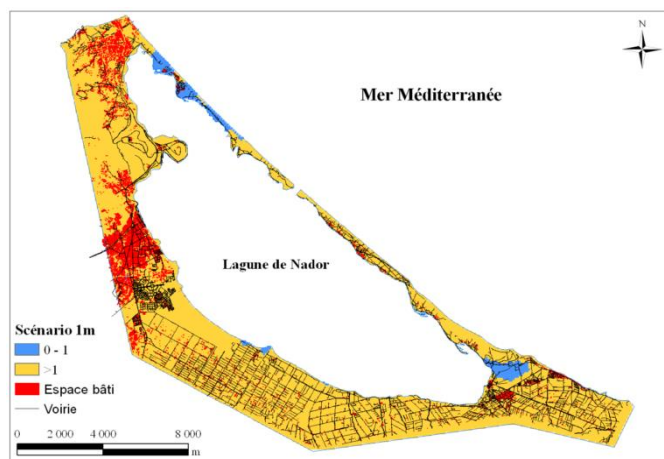 N
Mer Méditerranée
Lagune de Nador
Scénario 1m
0 - 1
>1
Espace bâti
Voirie
0 2 000 4 000 8 000
m